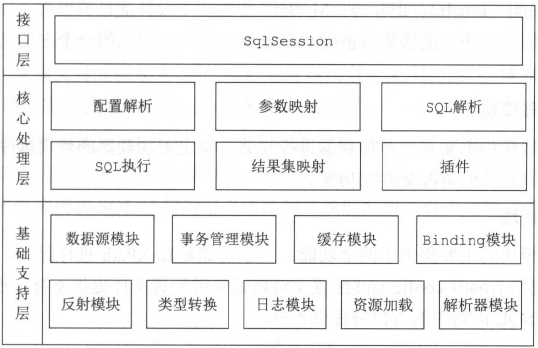 接口层
SqlSession
核心处理层
配置解析
参数映射
SQL解析
SQL执行
结果集映射
插件
基础支持层
数据源模块
事务管理模块
缓存模块
Binding模块
反射模块
类型转换
日志模块
资源加载
解析器模块